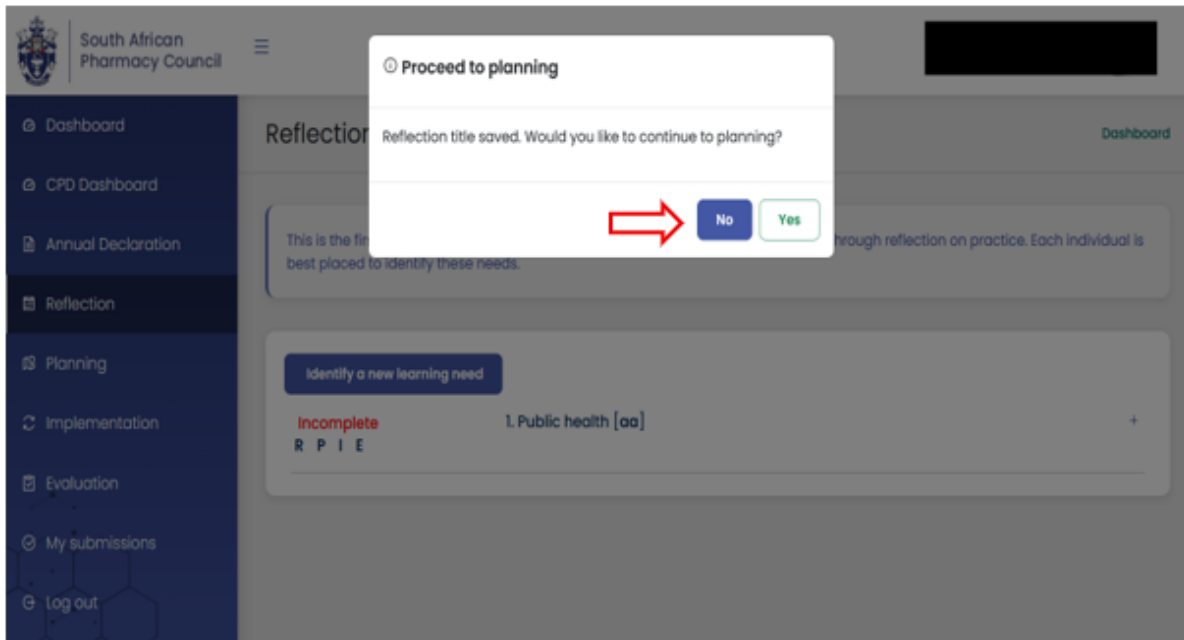 South African
Pharmacy Council
Dashboard
CPD Dashboard
Annual Declaration
Reflection
Planning
Implementation
Evaluation
My submissions
Log out
Proceed to planning
Reflection title saved. Would you like to continue to planning?
No Yes
Reflection
Dashboard
This is the fir hrough reflection on practice. Each individual is
best placed to identify these needs.
Identify a new learning need
Incomplete
R P I E
1. Public health [aa]